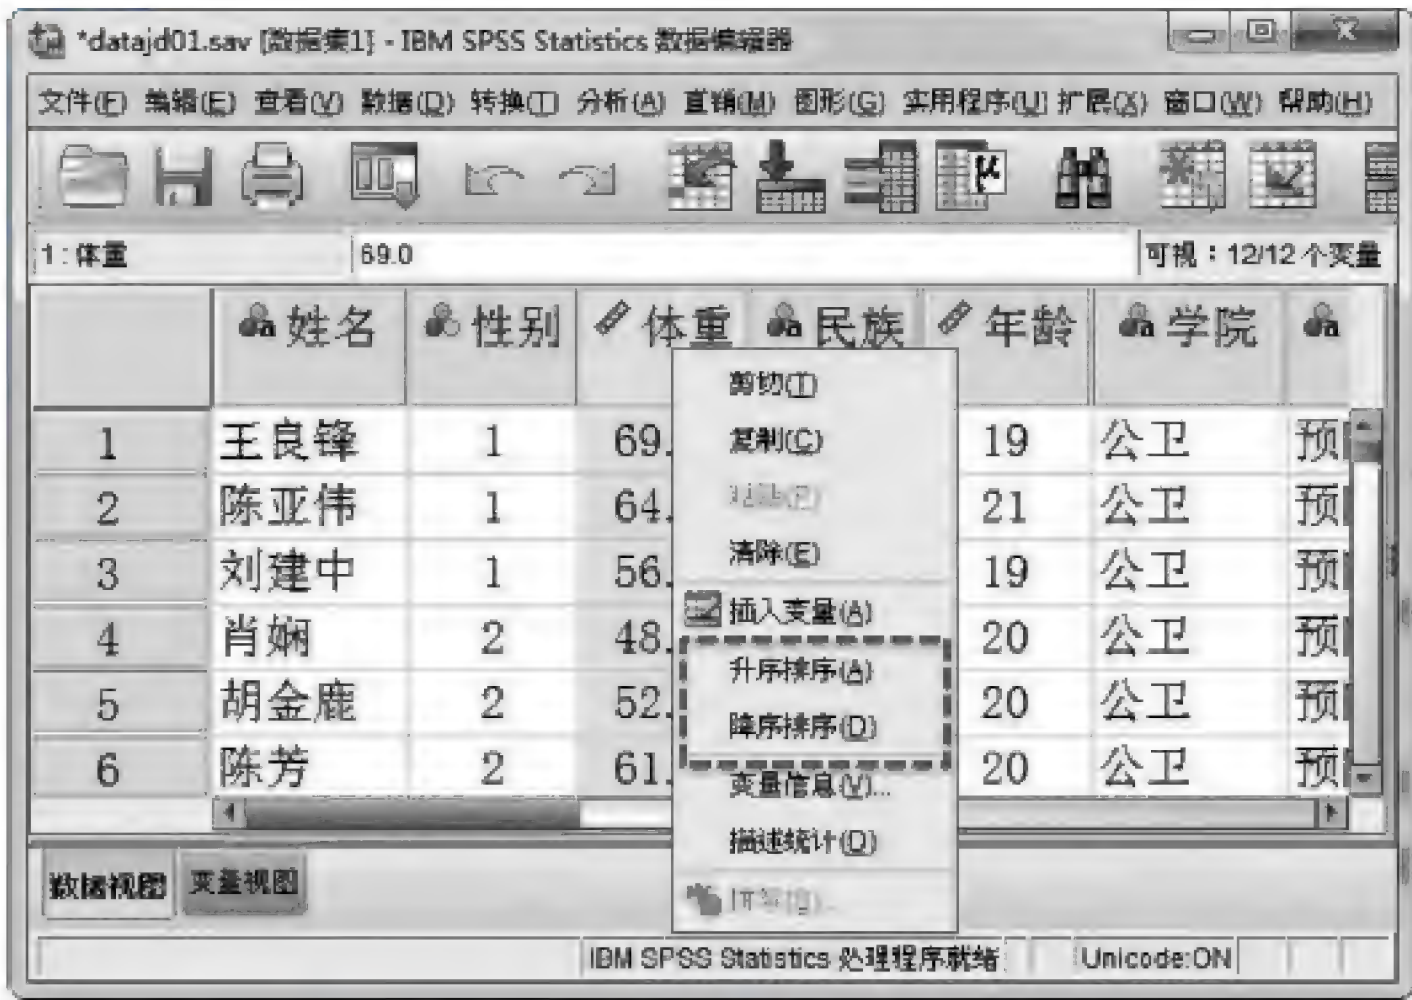 *datajd01.sav [数据集1] - IBM SPSS Statistics 数据编辑器
文件(F) 编辑(E) 查看(V) 数据(D) 转换(T) 分析(A) 直销(M) 图形(G) 实用程序(U) 扩展(X) 窗口(W) 帮助(H)
1 : 体重 69.0 可视：12/12 个变量
姓名 性别 体重 民族 年龄 学院
剪切(T)
1 王良锋 1 69. 19 公卫 预
复制(C)
2 陈亚伟 1 64. 21 公卫 预
粘贴(P)
3 刘建中 1 56. 19 公卫 预
清除(E)
插入变量(A)
4 肖娴 2 48. 20 公卫 预
升序排序(A)
5 胡金鹿 2 52. 20 公卫 预
降序排序(D)
6 陈芳 2 61. 20 公卫 预
变量信息(V)...
描述统计(D)
数据视图 变量视图
IBM SPSS Statistics 处理程序就绪 Unicode:ON